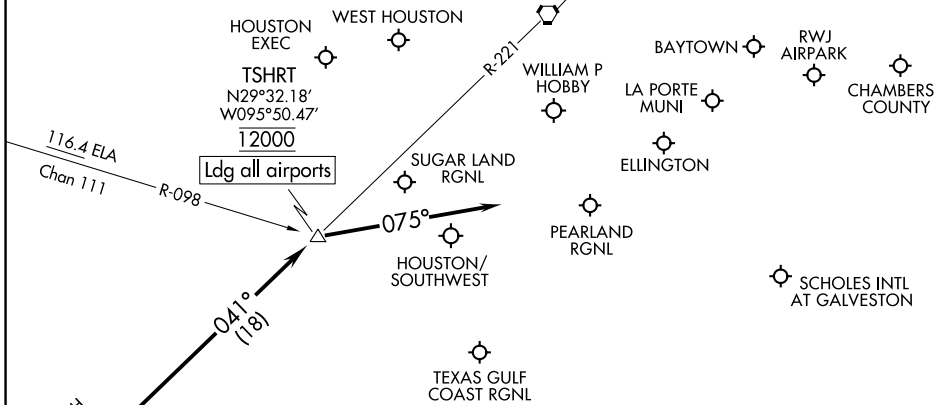 WEST HOUSTON
HOUSTON
EXEC
TSHRT
N29°32.18'
W095°50.47'
12000
Ldg all airports
R-221
WILLIAM P
HOBBY
BAYTOWN
RWJ
AIRPARK
LA PORTE
MUNI
CHAMBERS
COUNTY
ELLINGTON
116.4 ELA
Chan 111
R-098
SUGAR LAND
RGNL
075°
PEARLAND
RGNL
HOUSTON/
SOUTHWEST
SCHOLES INTL
AT GALVESTON
041°
(18)
TEXAS GULF
COAST RGNL